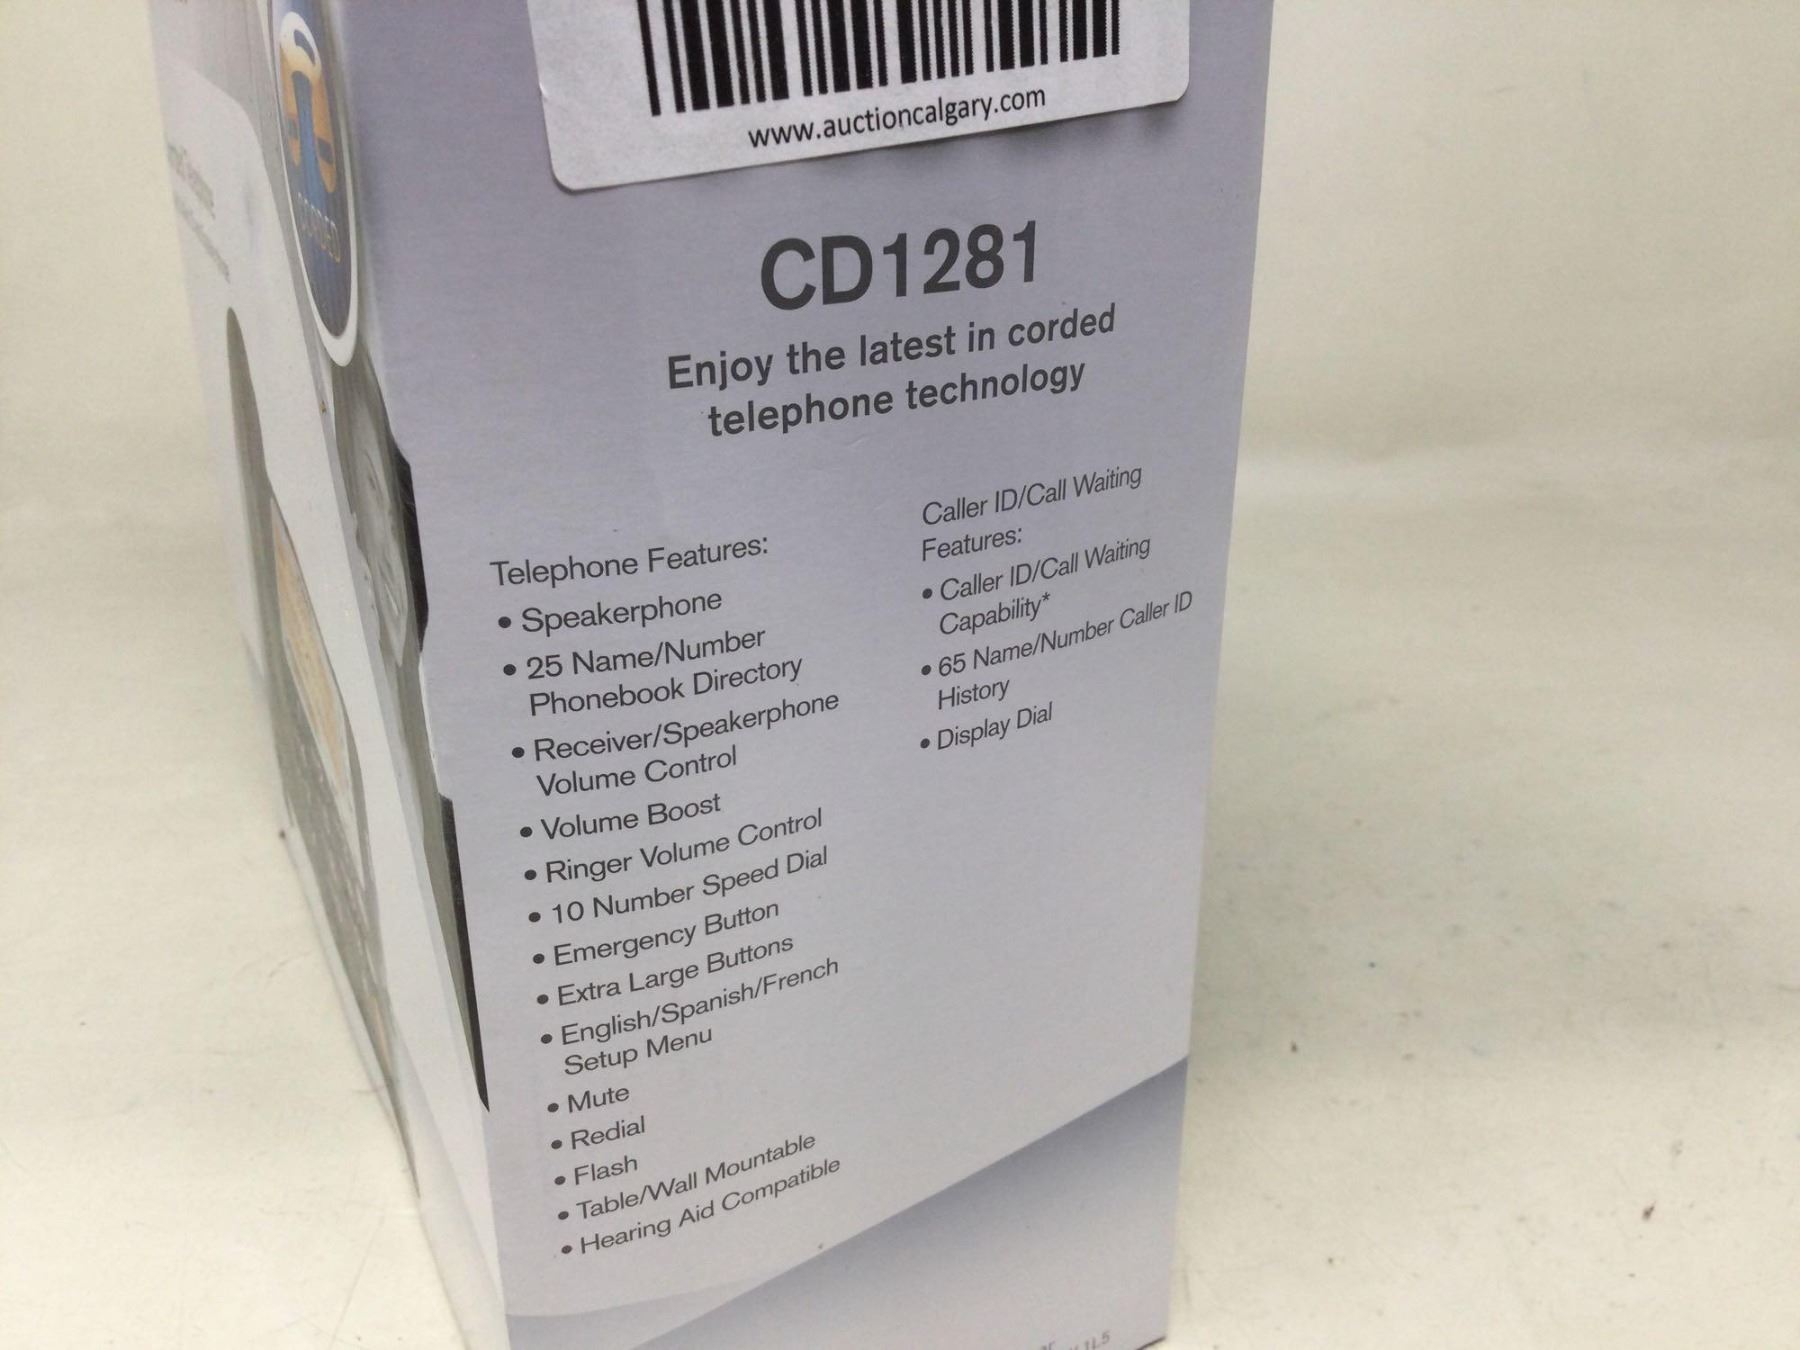 www.auctioncalgary.com
CORDED
CD1281
Enjoy the latest in corded
telephone technology
Telephone Features:
• Speakerphone
• 25 Name/Number
Phonebook Directory
• Receiver/Speakerphone
Volume Control
• Volume Boost
• Ringer Volume Control
• 10 Number Speed Dial
• Emergency Button
• Extra Large Buttons
• English/Spanish/French
Setup Menu
• Mute
• Redial
• Flash
• Table/Wall Mountable
• Hearing Aid Compatible
Caller ID/Call Waiting
Features:
• Caller ID/Call Waiting
Capability*
• 65 Name/Number Caller ID
History
• Display Dial